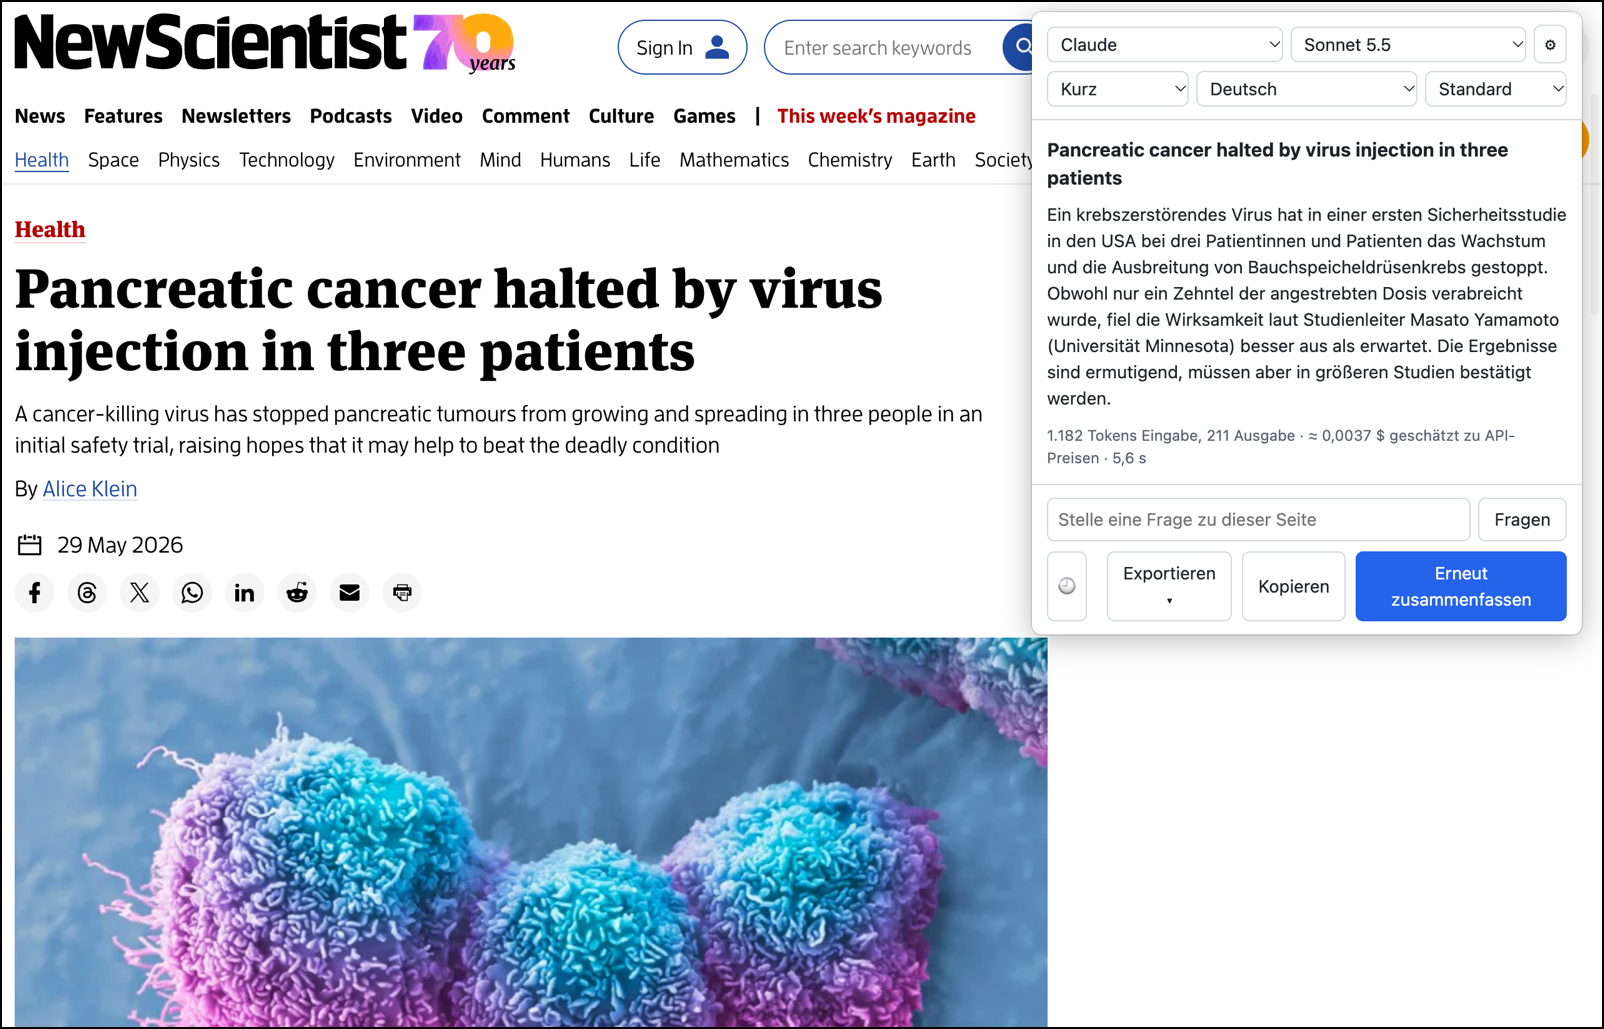 NewScientist 70 years
Sign In
Enter search keywords
News Features Newsletters Podcasts Video Comment Culture Games | This week’s magazine
Health Space Physics Technology Environment Mind Humans Life Mathematics Chemistry Earth Society
Health
Pancreatic cancer halted by virus
injection in three patients
A cancer-killing virus has stopped pancreatic tumours from growing and spreading in three people in an
initial safety trial, raising hopes that it may help to beat the deadly condition
By Alice Klein
29 May 2026
Claude
Sonnet 5.5
Kurz
Deutsch
Standard
Pancreatic cancer halted by virus injection in three
patients
Ein krebszerstörendes Virus hat in einer ersten Sicherheitsstudie
in den USA bei drei Patientinnen und Patienten das Wachstum
und die Ausbreitung von Bauchspeicheldrüsenkrebs gestoppt.
Obwohl nur ein Zehntel der angestrebten Dosis verabreicht
wurde, fiel die Wirksamkeit laut Studienleiter Masato Yamamoto
(Universität Minnesota) besser aus als erwartet. Die Ergebnisse
sind ermutigend, müssen aber in größeren Studien bestätigt
werden.
1.182 Tokens Eingabe, 211 Ausgabe · ≈ 0,0037 $ geschätzt zu API-
Preisen · 5,6 s
Stelle eine Frage zu dieser Seite
Fragen
Exportieren
Kopieren
Erneut
zusammenfassen